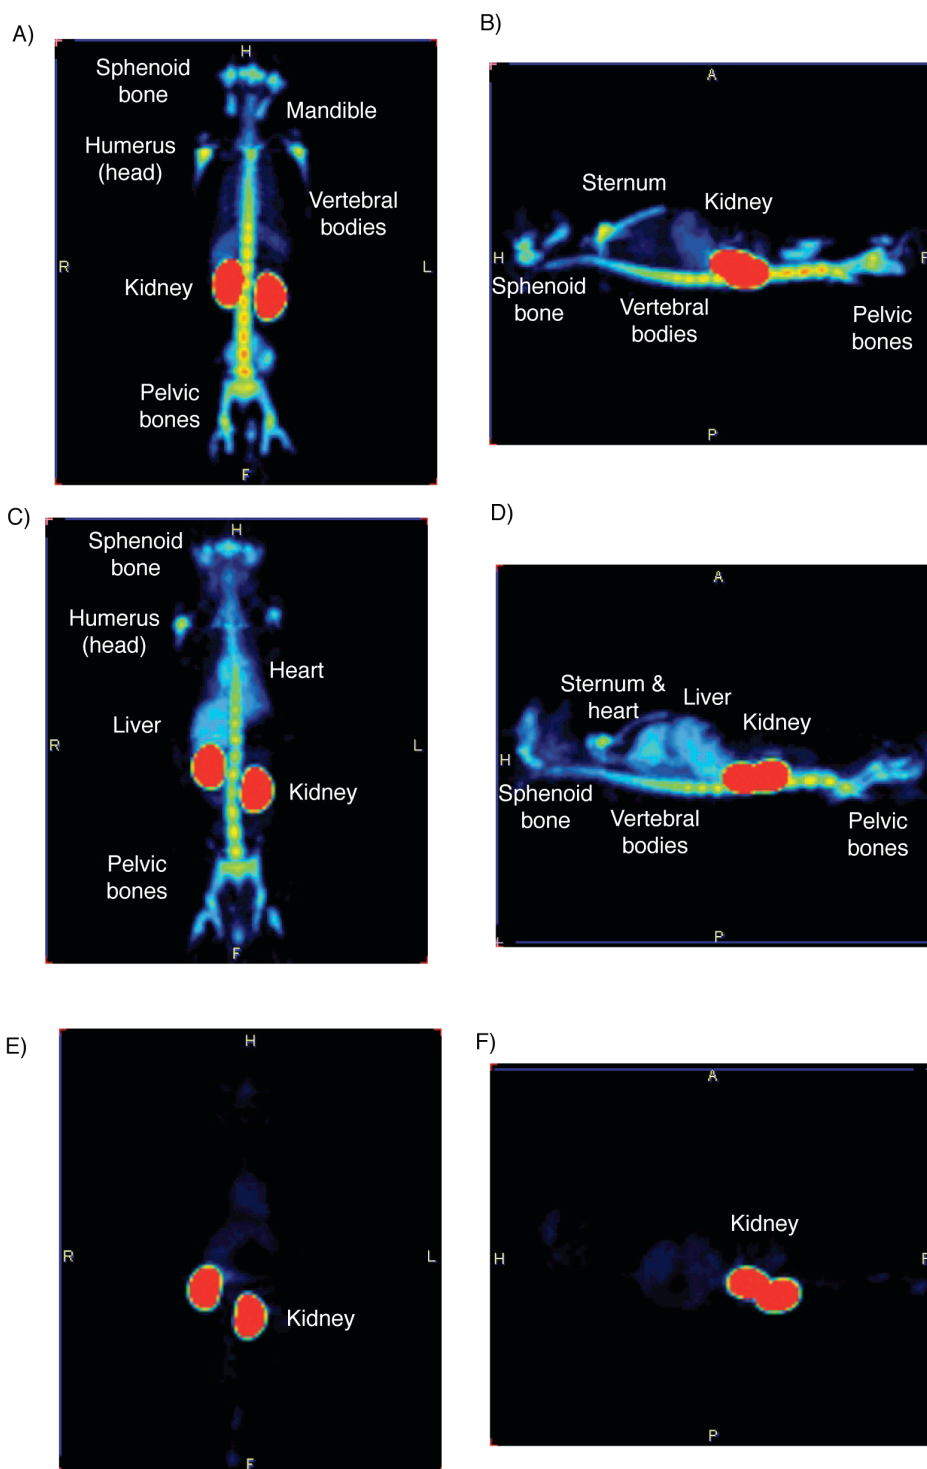 A)
H
Sphenoid
bone
Mandible
Humerus
(head)
Vertebral
bodies
R
L
Kidney
Pelvic
bones
F
B)
A
Sternum
Kidney
H
F
Sphenoid
bone
Vertebral
bodies
Pelvic
bones
P
C)
H
Sphenoid
bone
Humerus
(head)
Heart
Liver
R
L
Kidney
Pelvic
bones
F
D)
A
Sternum &
heart
Liver
Kidney
H
F
Sphenoid
bone
Vertebral
bodies
Pelvic
bones
P
E)
H
R
L
Kidney
F
F)
A
Kidney
H
F
P